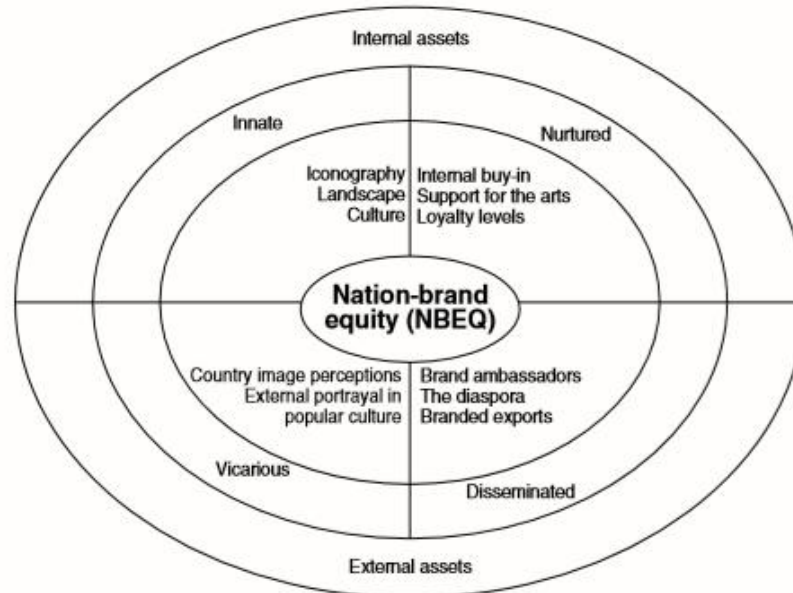 Internal assets
Innate
Nurtured
Iconography
Landscape
Culture
Internal buy-in
Support for the arts
Loyalty levels
Nation-brand
equity (NBEQ)
Country image perceptions
External portrayal in
popular culture
Brand ambassadors
The diaspora
Branded exports
Vicarious
Disseminated
External assets